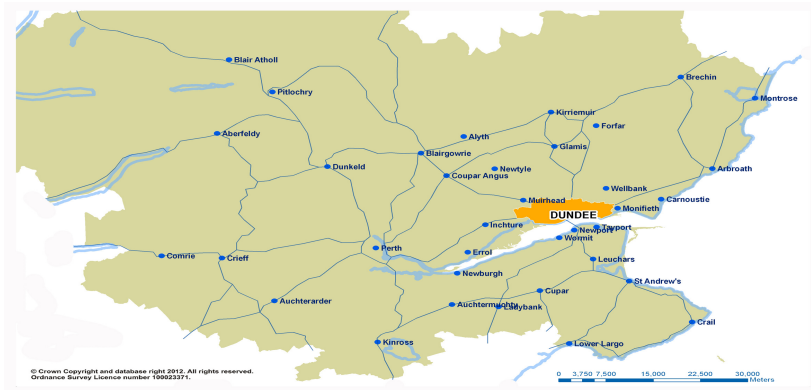 Blair Atholl
Brechin
Pitlochry
Montrose
Kirriemuir
Forfar
Aberfeldy
Alyth
Glamis
Blairgowrie
Dunkeld
Newtyle
Arbroath
Coupar Angus
Wellbank
Muirhead
Carnoustie
Monifieth
DUNDEE
Inchture
Tayport
Newport
Wormit
Perth
Errol
Comrie
Crieff
Leuchars
Newburgh
St Andrew's
Cupar
Auchterarder
Auchtermuchty
Ladybank
Crail
Kinross
Lower Largo
© Crown Copyright and database right 2012. All rights reserved.
Ordnance Survey Licence number 100023371.
0 3,750 7,500 15,000 22,500 30,000
Meters